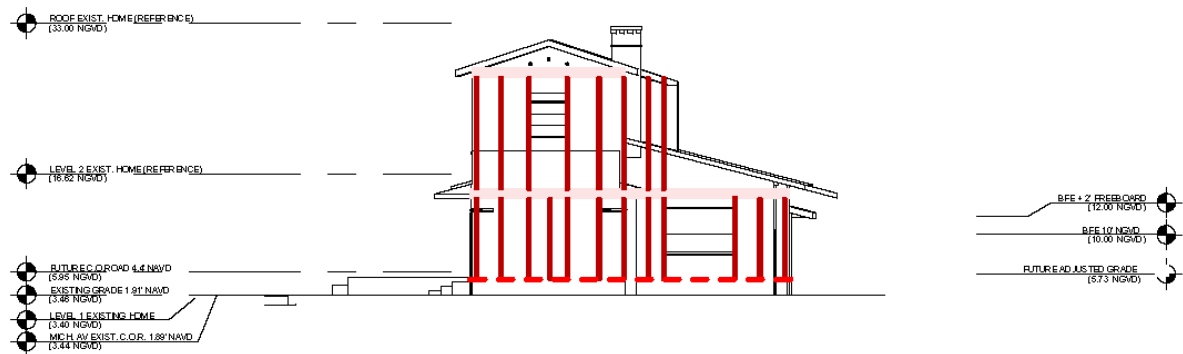 ROOF EXIST. HOME (REFERENCE)
(33.00 NGVD)
LEVEL 2 EXIST. HOME (REFERENCE)
(16.62 NGVD)
BFE + 2' FREEBOARD
(12.00 NGVD)
BFE 10' NGVD
(10.00 NGVD)
FUTURE C.O.ROAD 4.4' NAVD
(5.95 NGVD)
FUTURE ADJUSTED GRADE
(5.73 NGVD)
EXISTING GRADE 1.91' NAVD
(3.46 NGVD)
LEVEL 1 EXISTING HOME
(3.40 NGVD)
MICH. AV EXIST. C.O.R. 1.89' NAVD
(3.44 NGVD)